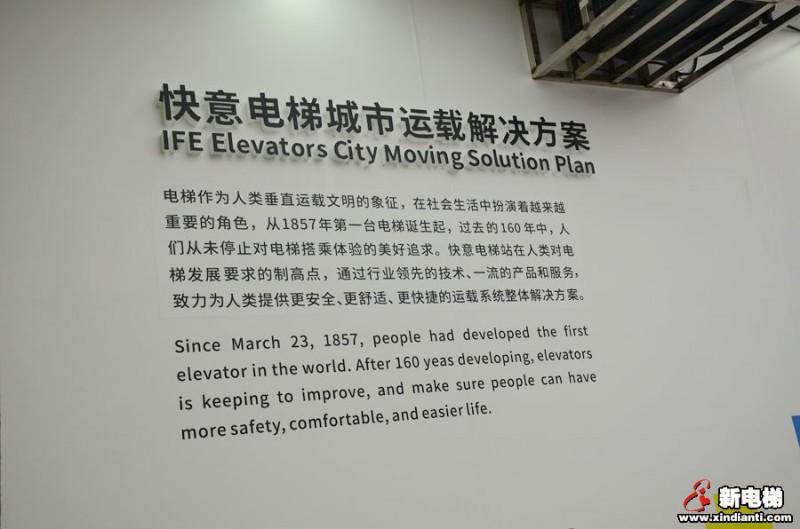 快意电梯城市运载解决方案
IFE Elevators City Moving Solution Plan
电梯作为人类垂直运载文明的象征，在社会生活中扮演着越来越
重要的角色，从1857年第一台电梯诞生起，过去的160年中，人
们从未停止对电梯搭乘体验的美好追求。快意电梯站在人类对电
梯发展要求的制高点，通过行业领先的技术、一流的产品和服务，
致力为人类提供更安全、更舒适、更快捷的运载系统整体解决方案。
Since March 23, 1857, people had developed the first
elevator in the world. After 160 yeas developing, elevators
is keeping to improve, and make sure people can have
more safety, comfortable, and easier life.
新电梯
www.xindianti.com